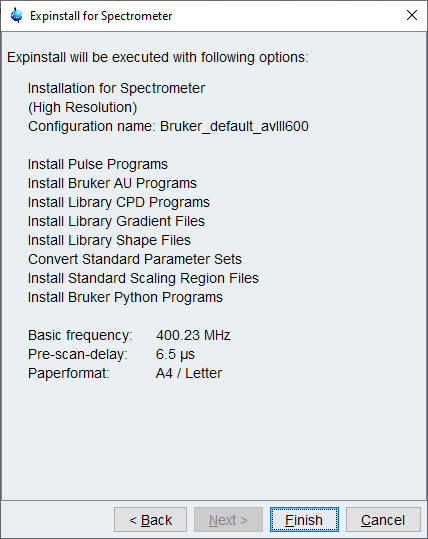 Expinstall for Spectrometer
Expinstall will be executed with following options:
Installation for Spectrometer
(High Resolution)
Configuration name: Bruker_default_avIII600
Install Pulse Programs
Install Bruker AU Programs
Install Library CPD Programs
Install Library Gradient Files
Install Library Shape Files
Convert Standard Parameter Sets
Install Standard Scaling Region Files
Install Bruker Python Programs
Basic frequency: 400.23 MHz
Pre-scan-delay: 6.5 µs
Paperformat: A4 / Letter
< Back Next > Finish Cancel